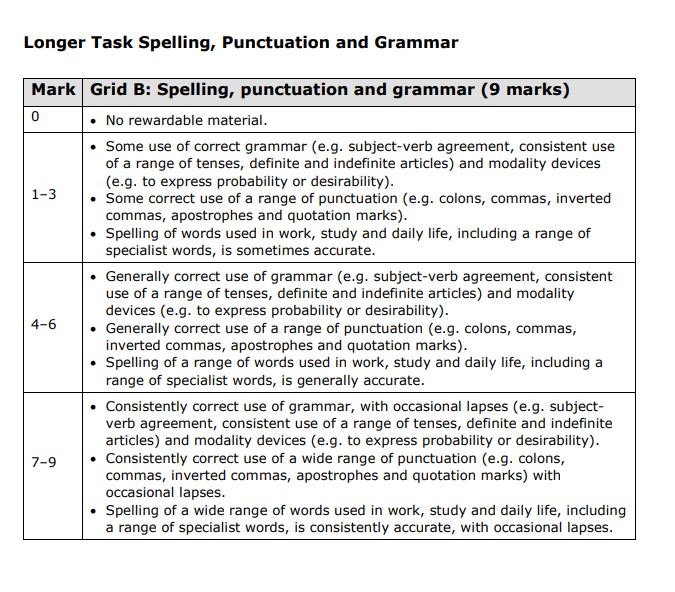 Longer Task Spelling, Punctuation and Grammar
Mark Grid B: Spelling, punctuation and grammar (9 marks)
0
• No rewardable material.
1–3
• Some use of correct grammar (e.g. subject-verb agreement, consistent use
of a range of tenses, definite and indefinite articles) and modality devices
(e.g. to express probability or desirability).
• Some correct use of a range of punctuation (e.g. colons, commas, inverted
commas, apostrophes and quotation marks).
• Spelling of words used in work, study and daily life, including a range of
specialist words, is sometimes accurate.
4–6
• Generally correct use of grammar (e.g. subject-verb agreement, consistent
use of a range of tenses, definite and indefinite articles) and modality
devices (e.g. to express probability or desirability).
• Generally correct use of a range of punctuation (e.g. colons, commas,
inverted commas, apostrophes and quotation marks).
• Spelling of a range of words used in work, study and daily life, including a
range of specialist words, is generally accurate.
7–9
• Consistently correct use of grammar, with occasional lapses (e.g. subject-
verb agreement, consistent use of a range of tenses, definite and indefinite
articles) and modality devices (e.g. to express probability or desirability).
• Consistently correct use of a wide range of punctuation (e.g. colons,
commas, inverted commas, apostrophes and quotation marks) with
occasional lapses.
• Spelling of a wide range of words used in work, study and daily life, including
a range of specialist words, is consistently accurate, with occasional lapses.